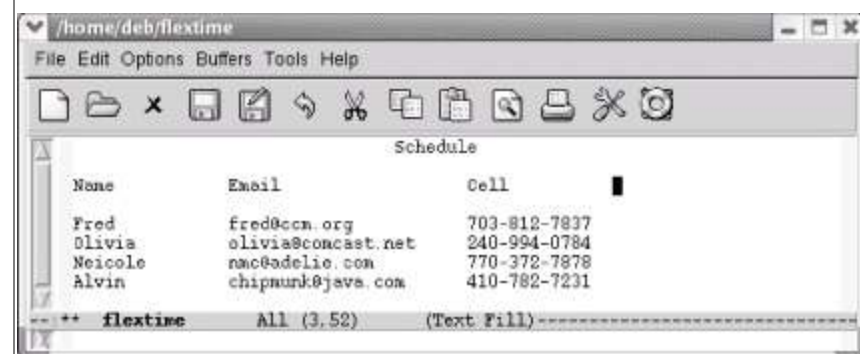 /home/deb/flextime
File Edit Options Buffers Tools Help
Schedule
Name Email Cell
Fred fred@ccm.org 703-812-7837
Olivia olivia@comcast.net 240-994-0784
Neicole nmc@adelie.com 770-372-7878
Alvin chipmunk@java.com 410-782-7231
--:** flextime All (3,52) (Text Fill)------------------------------